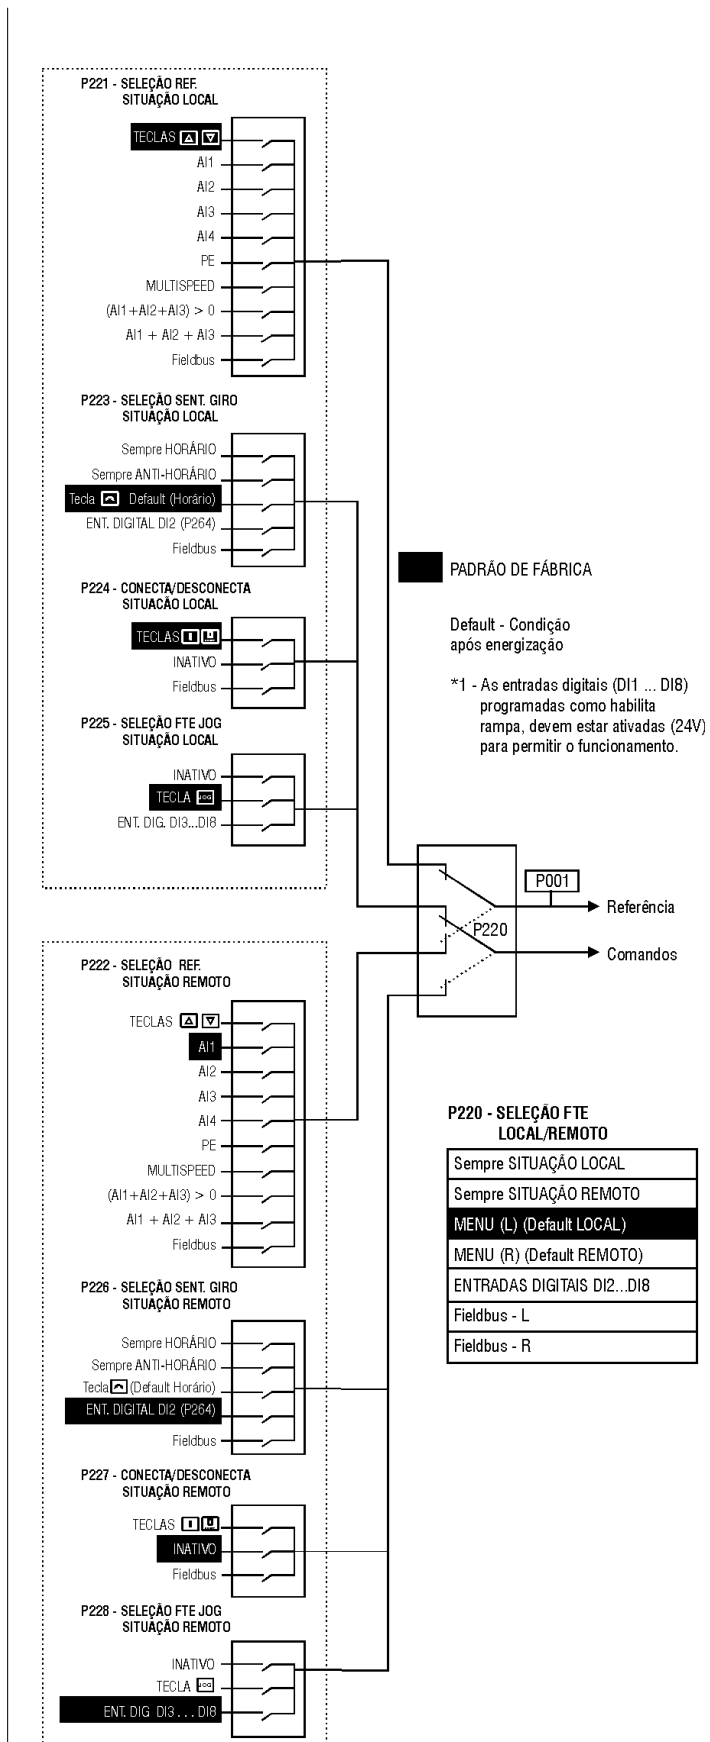 P221 - SELEÇÃO REF.
SITUAÇÃO LOCAL
TECLAS
AI1
AI2
AI3
AI4
PE
MULTISPEED
(AI1+AI2+AI3) > 0
AI1 + AI2 + AI3
Fieldbus
P223 - SELEÇÃO SENT. GIRO
SITUAÇÃO LOCAL
Sempre HORÁRIO
Sempre ANTI-HORÁRIO
Tecla Default (Horário)
ENT. DIGITAL DI2 (P264)
Fieldbus
P224 - CONECTA/DESCONECTA
SITUACÃO LOCAL
TECLAS
INATIVO
Fieldbus
P225 - SELEÇÃO FTE JOG
SITUAÇÃO LOCAL
INATIVO
TECLA JOG
ENT. DIG. DI3...DI8
PADRÃO DE FÁBRICA
Default - Condição
após energização
*1 - As entradas digitais (DI1 ... DI8)
programadas como habilita
rampa, devem estar ativadas (24V)
para permitir o funcionamento.
P001
Referência
P220
Comandos
P222 - SELEÇÃO REF.
SITUAÇÃO REMOTO
TECLAS
AI1
AI2
AI3
AI4
PE
MULTISPEED
(AI1+AI2+AI3) > 0
AI1 + AI2 + AI3
Fieldbus
P226 - SELEÇÃO SENT. GIRO
SITUAÇÃO REMOTO
Sempre HORÁRIO
Sempre ANTI-HORÁRIO
Tecla (Default Horário)
ENT. DIGITAL DI2 (P264)
Fieldbus
P227 - CONECTA/DESCONECTA
SITUAÇÃO REMOTO
TECLAS
INATIVO
Fieldbus
P228 - SELEÇÃO FTE JOG
SITUAÇÃO REMOTO
INATIVO
TECLA JOG
ENT. DIG DI3 . . . DI8
P220 - SELEÇÃO FTE
LOCAL/REMOTO
Sempre SITUAÇÃO LOCAL
Sempre SITUAÇÃO REMOTO
MENU (L) (Default LOCAL)
MENU (R) (Default REMOTO)
ENTRADAS DIGITAIS DI2...DI8
Fieldbus - L
Fieldbus - R